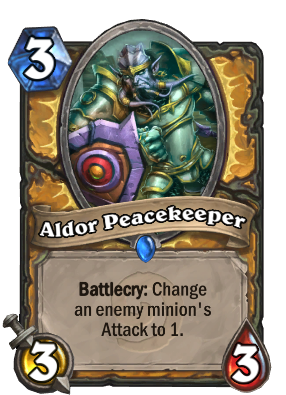 3
Aldor Peacekeeper
Battlecry: Change
an enemy minion's
Attack to 1.
3
3